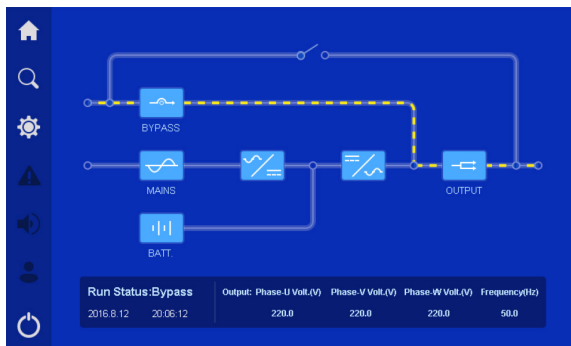 BYPASS
MAINS
OUTPUT
BATT.
Run Status:Bypass
2016.8.12 20:06:12
Output: Phase-U Volt.(V) Phase-V Volt.(V) Phase-W Volt.(V) Frequency(Hz)
220.0 220.0 220.0 50.0